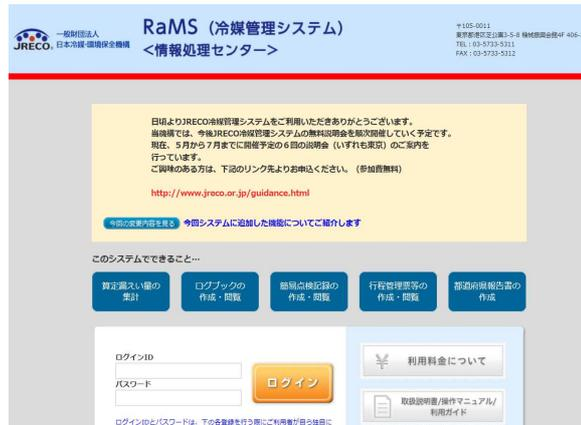 一般財団法人
JRECO. 日本冷媒・環境保全機構
RaMS（冷媒管理システム）
<情報処理センター>
〒105-0011
東京都港区芝公園3-5-8 機械振興会館4F 406-
TEL：03-5733-5311
FAX：03-5733-5312
日頃よりJRECO冷媒管理システムをご利用いただきありがとうございます。
当機構では、今後JRECO冷媒管理システムの無料説明会を順次開催していく予定です。
現在、５月から７月までに開催予定の６回の説明会（いずれも東京）のご案内を
行っています。
ご興味のある方は、下記のリンク先よりお申込ください。（参加費無料）
http://www.jreco.or.jp/guidance.html
今回の変更内容を見る 今回システムに追加した機能についてご紹介します
このシステムでできること…
算定漏えい量の
集計
ログブックの
作成・閲覧
簡易点検記録の
作成・閲覧
行程管理票等の
作成・閲覧
都道府県報告書の
作成
ログインID
パスワード
ログイン
ログインIDとパスワードは、下の各登録を行う際にご利用者が自ら独自に
¥ 利用料金について
取扱説明書/操作マニュアル/
利用ガイド